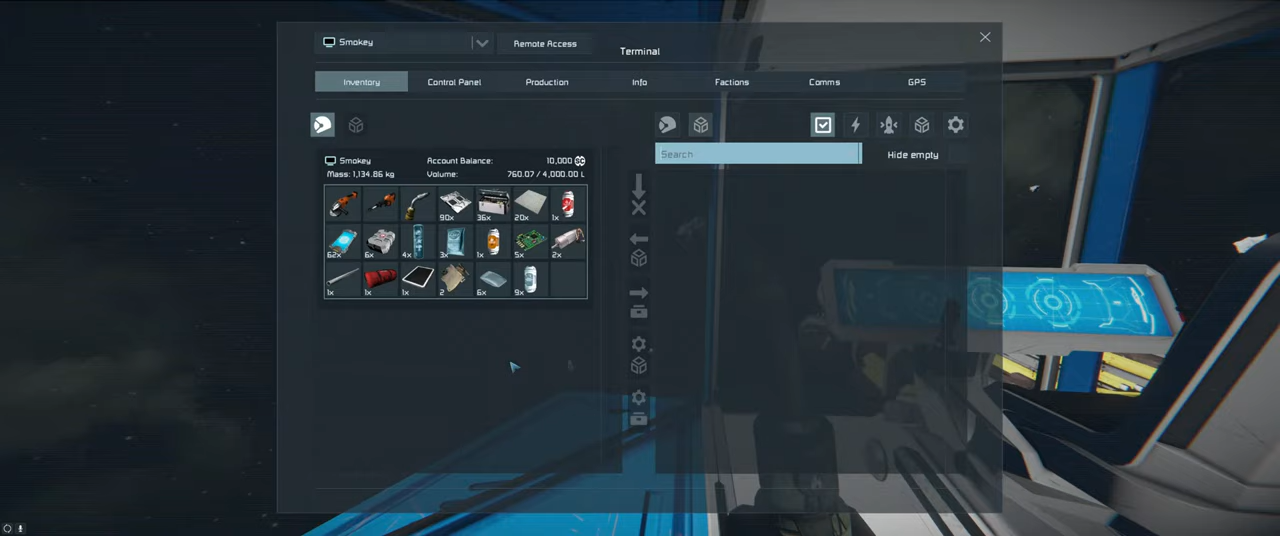 Smokey
Remote Access
Terminal
Inventory
Control Panel
Production
Info
Factions
Comms
GPS
Smokey
Account Balance: 10,000
Mass: 1,134.86 kg
Volume: 760.07 / 4,000.00 L
Search
Hide empty
90x
36x
20x
1x
62x
6x
4x
3x
1x
5x
2x
1x
1x
1x
2
6x
9x